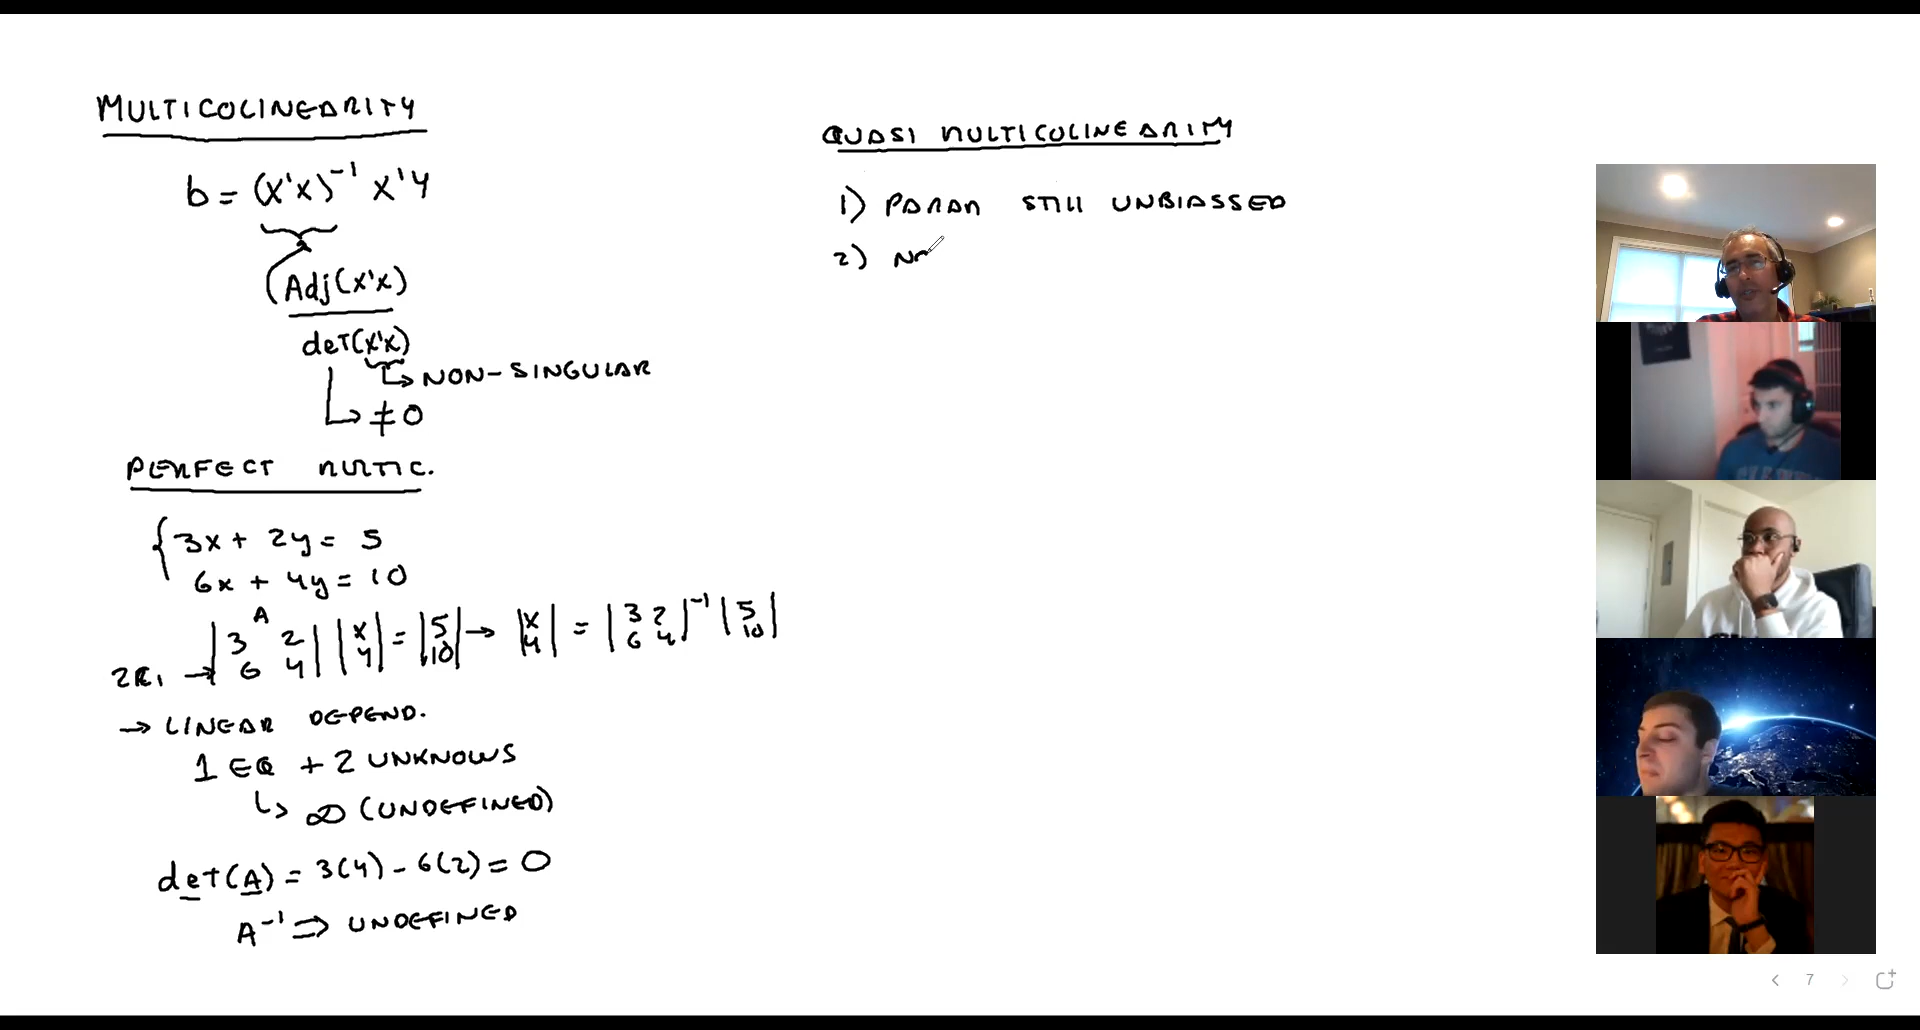 MULTICOLINEARITY
b = (X'X)⁻¹ X'Y
Adj(X'X)
det(X'X)
↳ NON-SINGULAR
↳ ≠ 0
PERFECT MULTIC.
{3x + 2y = 5
6x + 4y = 10
A
|3 2| |x| = |5| → |x| = |3 2|⁻¹ |5|
2R₁ → |6 4| |y| |10| |y| |6 4| |10|
→ LINEAR DEPEND.
1 EQ + 2 UNKNOWS
↳ ∞ (UNDEFINED)
det(A) = 3(4) - 6(2) = 0
A⁻¹ ⇒ UNDEFINED
QUASI MULTICOLINEARITY
1) PARAM STILL UNBIASSED
2)
7